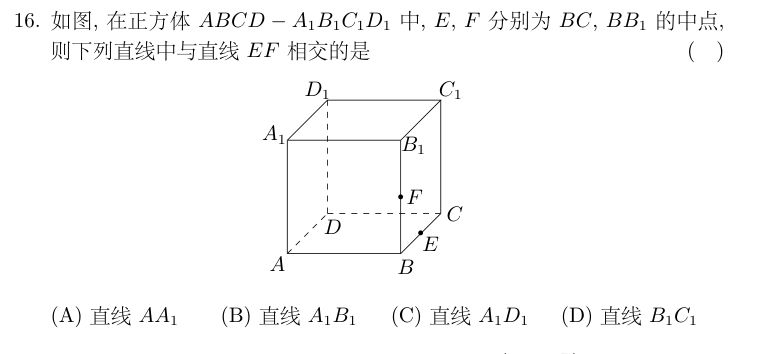 16. 如图, 在正方体 ABCD − A₁B₁C₁D₁ 中, E, F 分别为 BC, BB₁ 的中点,
则下列直线中与直线 EF 相交的是 ( )
D₁ C₁
A₁ B₁
F
D C
E
A B
(A) 直线 AA₁ (B) 直线 A₁B₁ (C) 直线 A₁D₁ (D) 直线 B₁C₁